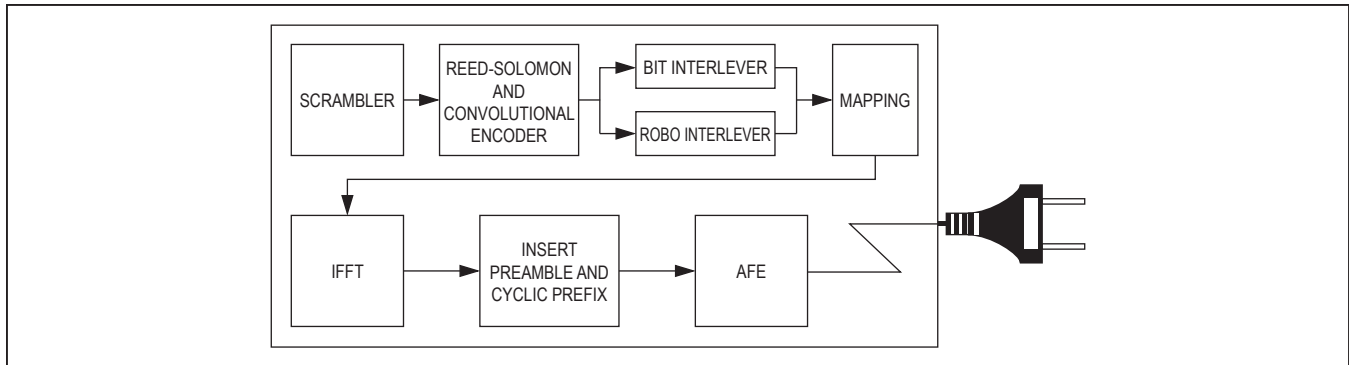 SCRAMBLER
REED-SOLOMON
AND
CONVOLUTIONAL
ENCODER
BIT INTERLEVER
ROBO INTERLEVER
MAPPING
IFFT
INSERT
PREAMBLE AND
CYCLIC PREFIX
AFE